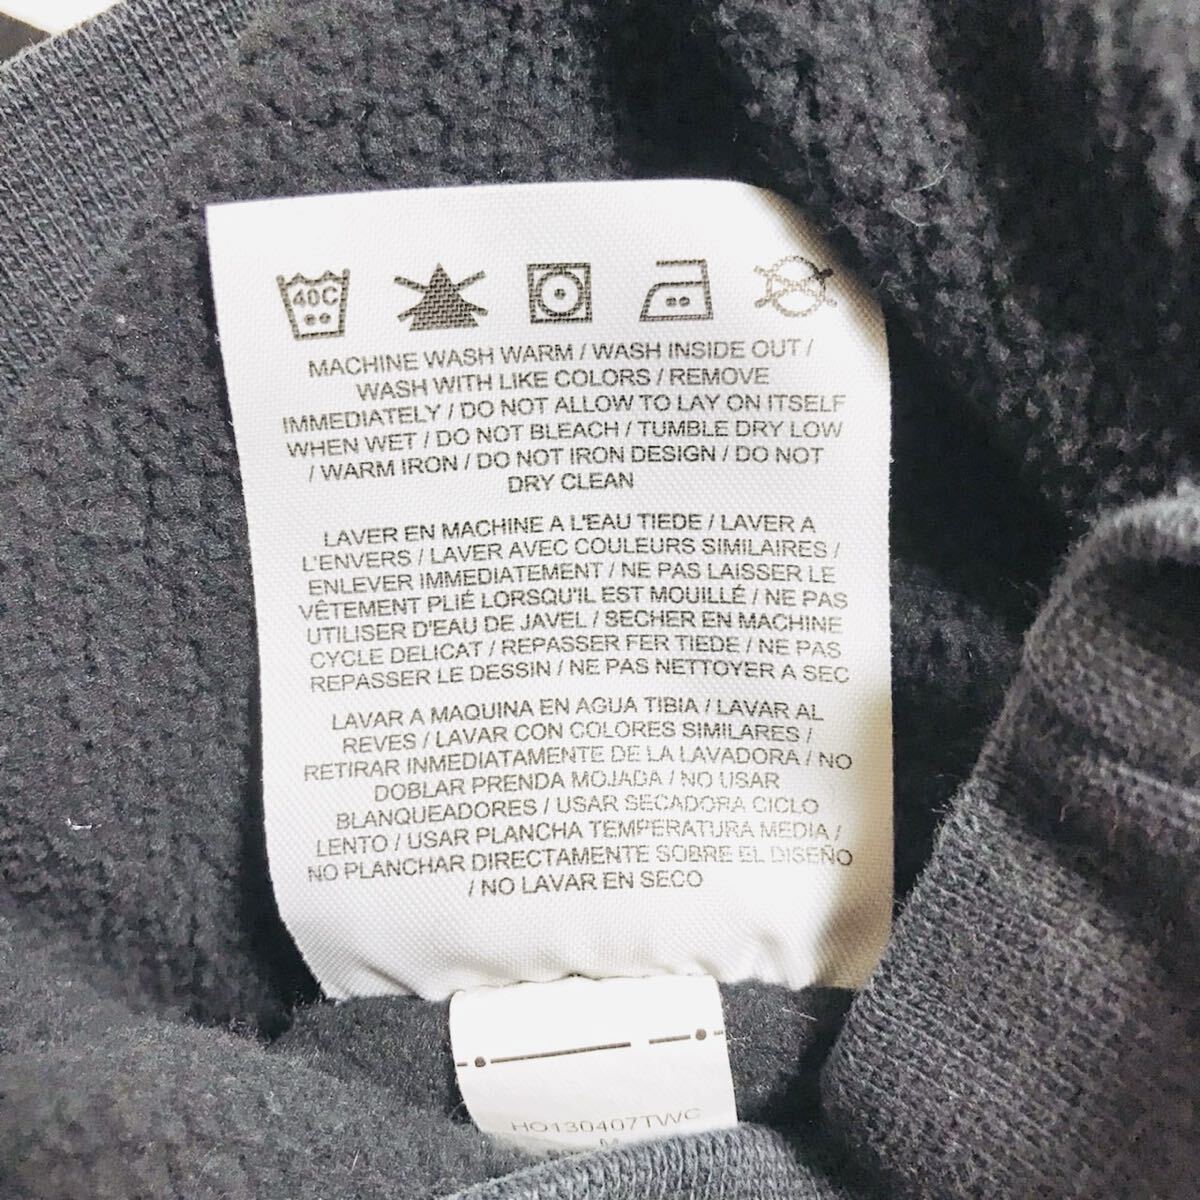 40C
MACHINE WASH WARM / WASH INSIDE OUT /
WASH WITH LIKE COLORS / REMOVE
IMMEDIATELY / DO NOT ALLOW TO LAY ON ITSELF
WHEN WET / DO NOT BLEACH / TUMBLE DRY LOW
/ WARM IRON / DO NOT IRON DESIGN / DO NOT
DRY CLEAN
LAVER EN MACHINE A L'EAU TIEDE / LAVER A
L'ENVERS / LAVER AVEC COULEURS SIMILAIRES /
ENLEVER IMMEDIATEMENT / NE PAS LAISSER LE
VÊTEMENT PLIÉ LORSQU'IL EST MOUILLÉ / NE PAS
UTILISER D'EAU DE JAVEL / SECHER EN MACHINE
CYCLE DELICAT / REPASSER FER TIEDE / NE PAS
REPASSER LE DESSIN / NE PAS NETTOYER A SEC
LAVAR A MAQUINA EN AGUA TIBIA / LAVAR AL
REVES / LAVAR CON COLORES SIMILARES /
RETIRAR INMEDIATAMENTE DE LA LAVADORA / NO
DOBLAR PRENDA MOJADA / NO USAR
BLANQUEADORES / USAR SECADORA CICLO
LENTO / USAR PLANCHA TEMPERATURA MEDIA /
NO PLANCHAR DIRECTAMENTE SOBRE EL DISEÑO
/ NO LAVAR EN SECO
HO130407TWC
M